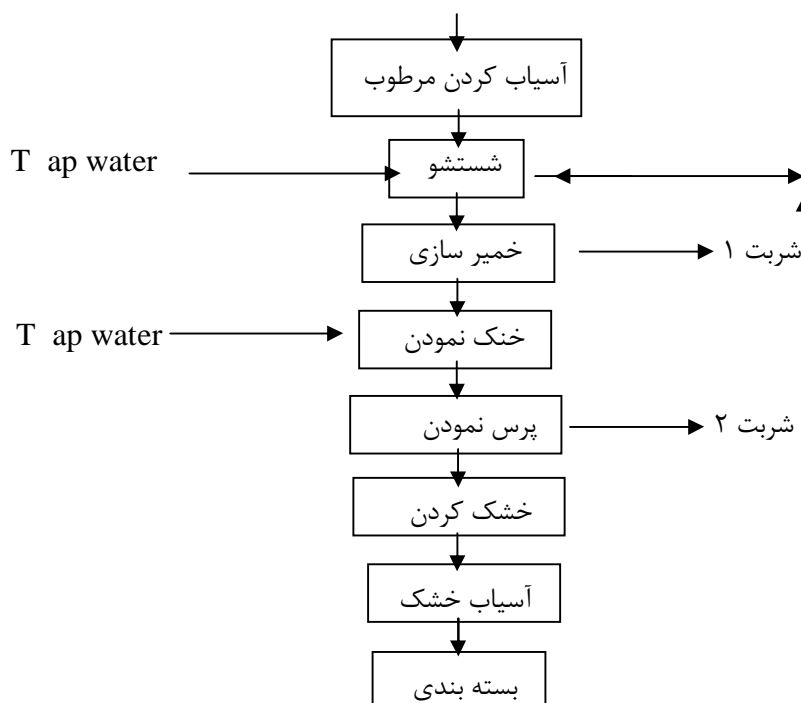 آسیاب کردن مرطوب
T ap water
شستشو
خمیر سازی
شربت ۱
T ap water
خنک نمودن
پرس نمودن
شربت ۲
خشک کردن
آسیاب خشک
بسته بندی